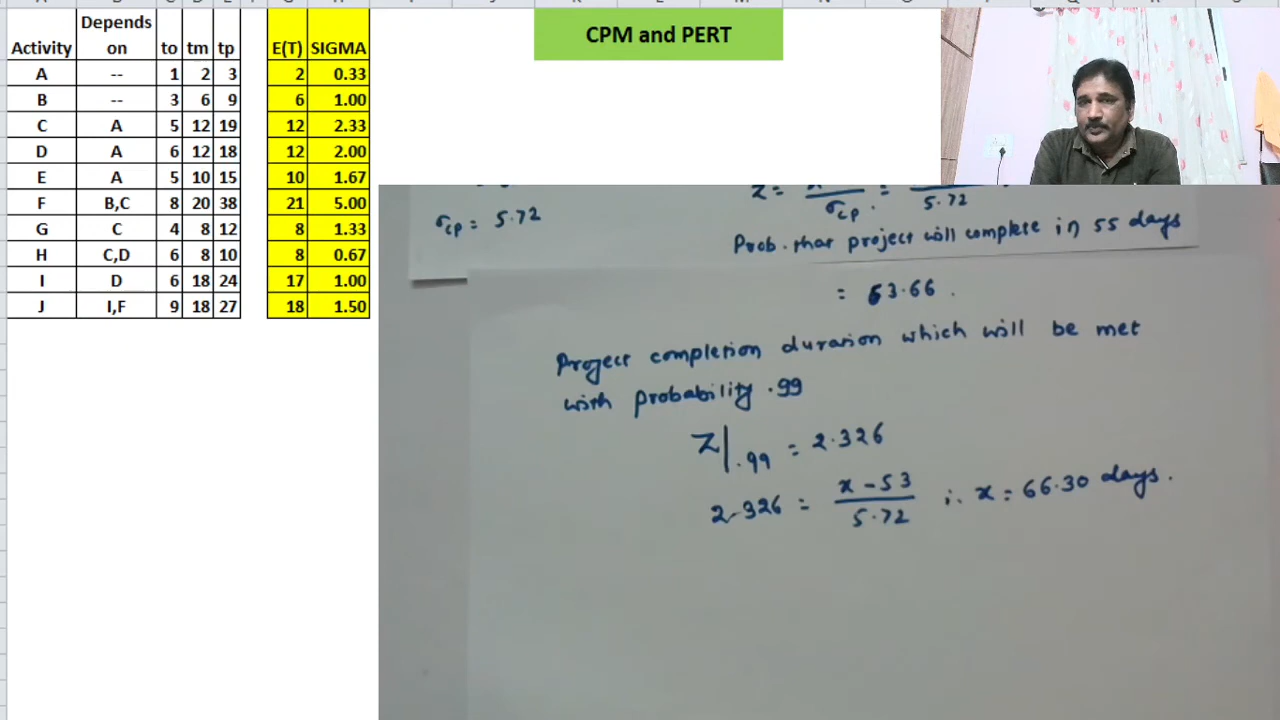 CPM and PERT
Depends
Activity on to tm tp E(T) SIGMA
A -- 1 2 3 2 0.33
B -- 3 6 9 6 1.00
C A 5 12 19 12 2.33
D A 6 12 18 12 2.00
E A 5 10 15 10 1.67
F B,C 8 20 38 21 5.00
G C 4 8 12 8 1.33
H C,D 6 8 10 8 0.67
I D 6 18 24 17 1.00
J I,F 9 18 27 18 1.50
σcp = 5.72
Z = σcp. = 5.72
Prob. that project will complete in 55 days
= 63.66 .
Project completion duration which will be met
with probability .99
Z|.99 = 2.326
2.326 = x - 53 / 5.72 ∴ x = 66.30 days.